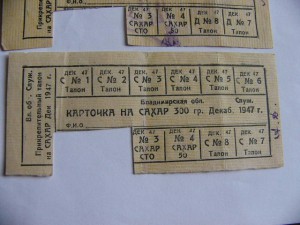 ДЕК. 47 ДЕК. 47 ДЕК. 47 ДЕК. 47
№ 3 № 4 Д № 8 Д № 7
САХАР САХАР Талон Талон
СТО 50
Ф.И.О.
Вл. об. Служ.
Прикрепительный талон
на САХАР Дек 1947 г.
ДЕК. 47 ДЕК. 47 ДЕК. 47 ДЕК. 47 ДЕК. 47 ДЕК. 47
С № 1 С № 2 С № 3 С № 4 С № 5 С № 6
Талон Талон Талон Талон Талон Талон
Владимирская обл. Служ.
КАРТОЧКА НА САХАР 300 гр. Декаб. 1947 г.
Ф.И.О.
ДЕК. 47 ДЕК. 47 ДЕК. 47 ДЕК. 47
№ 3 № 4 С № 8 С № 7
САХАР САХАР Талон Талон
СТО 50